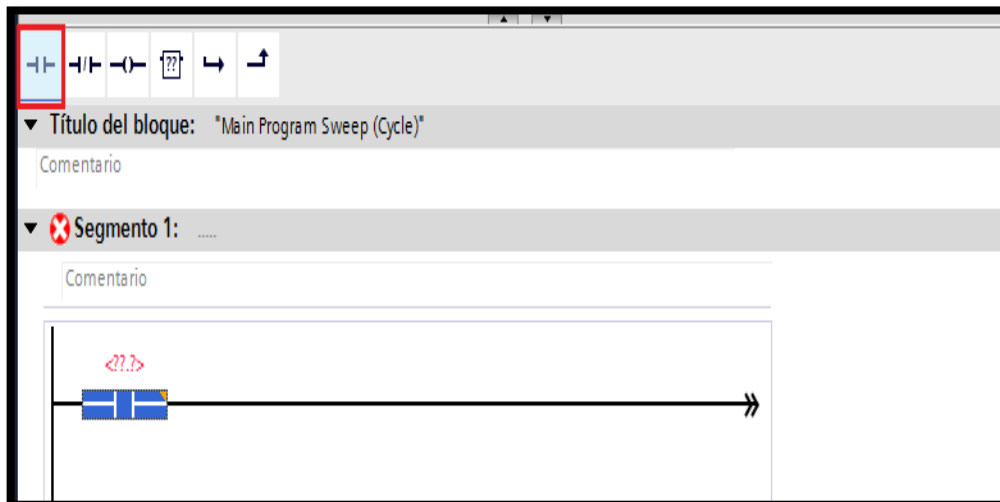 ??
Título del bloque: "Main Program Sweep (Cycle)"
Comentario
Segmento 1: .....
Comentario
<??.?>